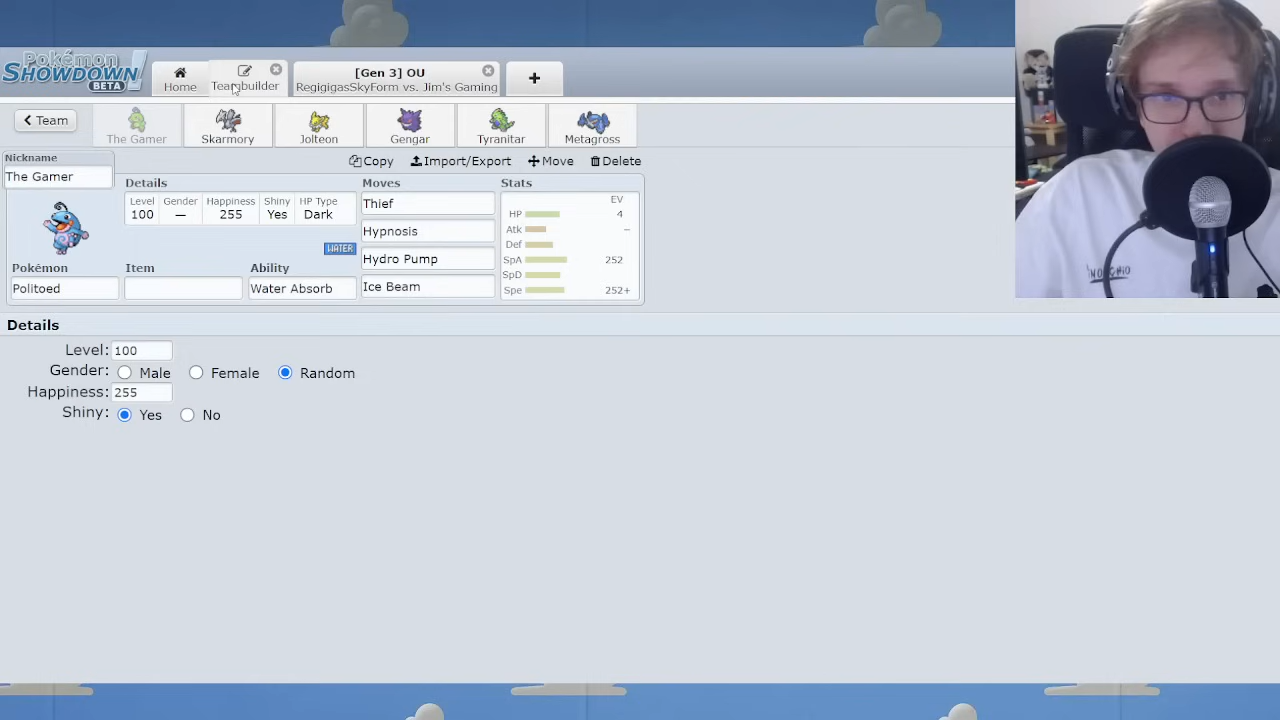 Pokémon
SHOWDOWN!
BETA
Home
Teambuilder
[Gen 3] OU
RegigigasSkyForm vs. Jim's Gaming
+
< Team
The Gamer
Skarmory
Jolteon
Gengar
Tyranitar
Metagross
Copy
Import/Export
Move
Delete
Nickname
The Gamer
Details
Level
Gender
Happiness
Shiny
HP Type
100
—
255
Yes
Dark
WATER
Pokémon
Item
Ability
Politoed
Water Absorb
Moves
Thief
Hypnosis
Hydro Pump
Ice Beam
Stats
EV
HP 4
Atk –
Def
SpA 252
SpD
Spe 252+
Details
Level: 100
Gender: Male Female Random
Happiness: 255
Shiny: Yes No